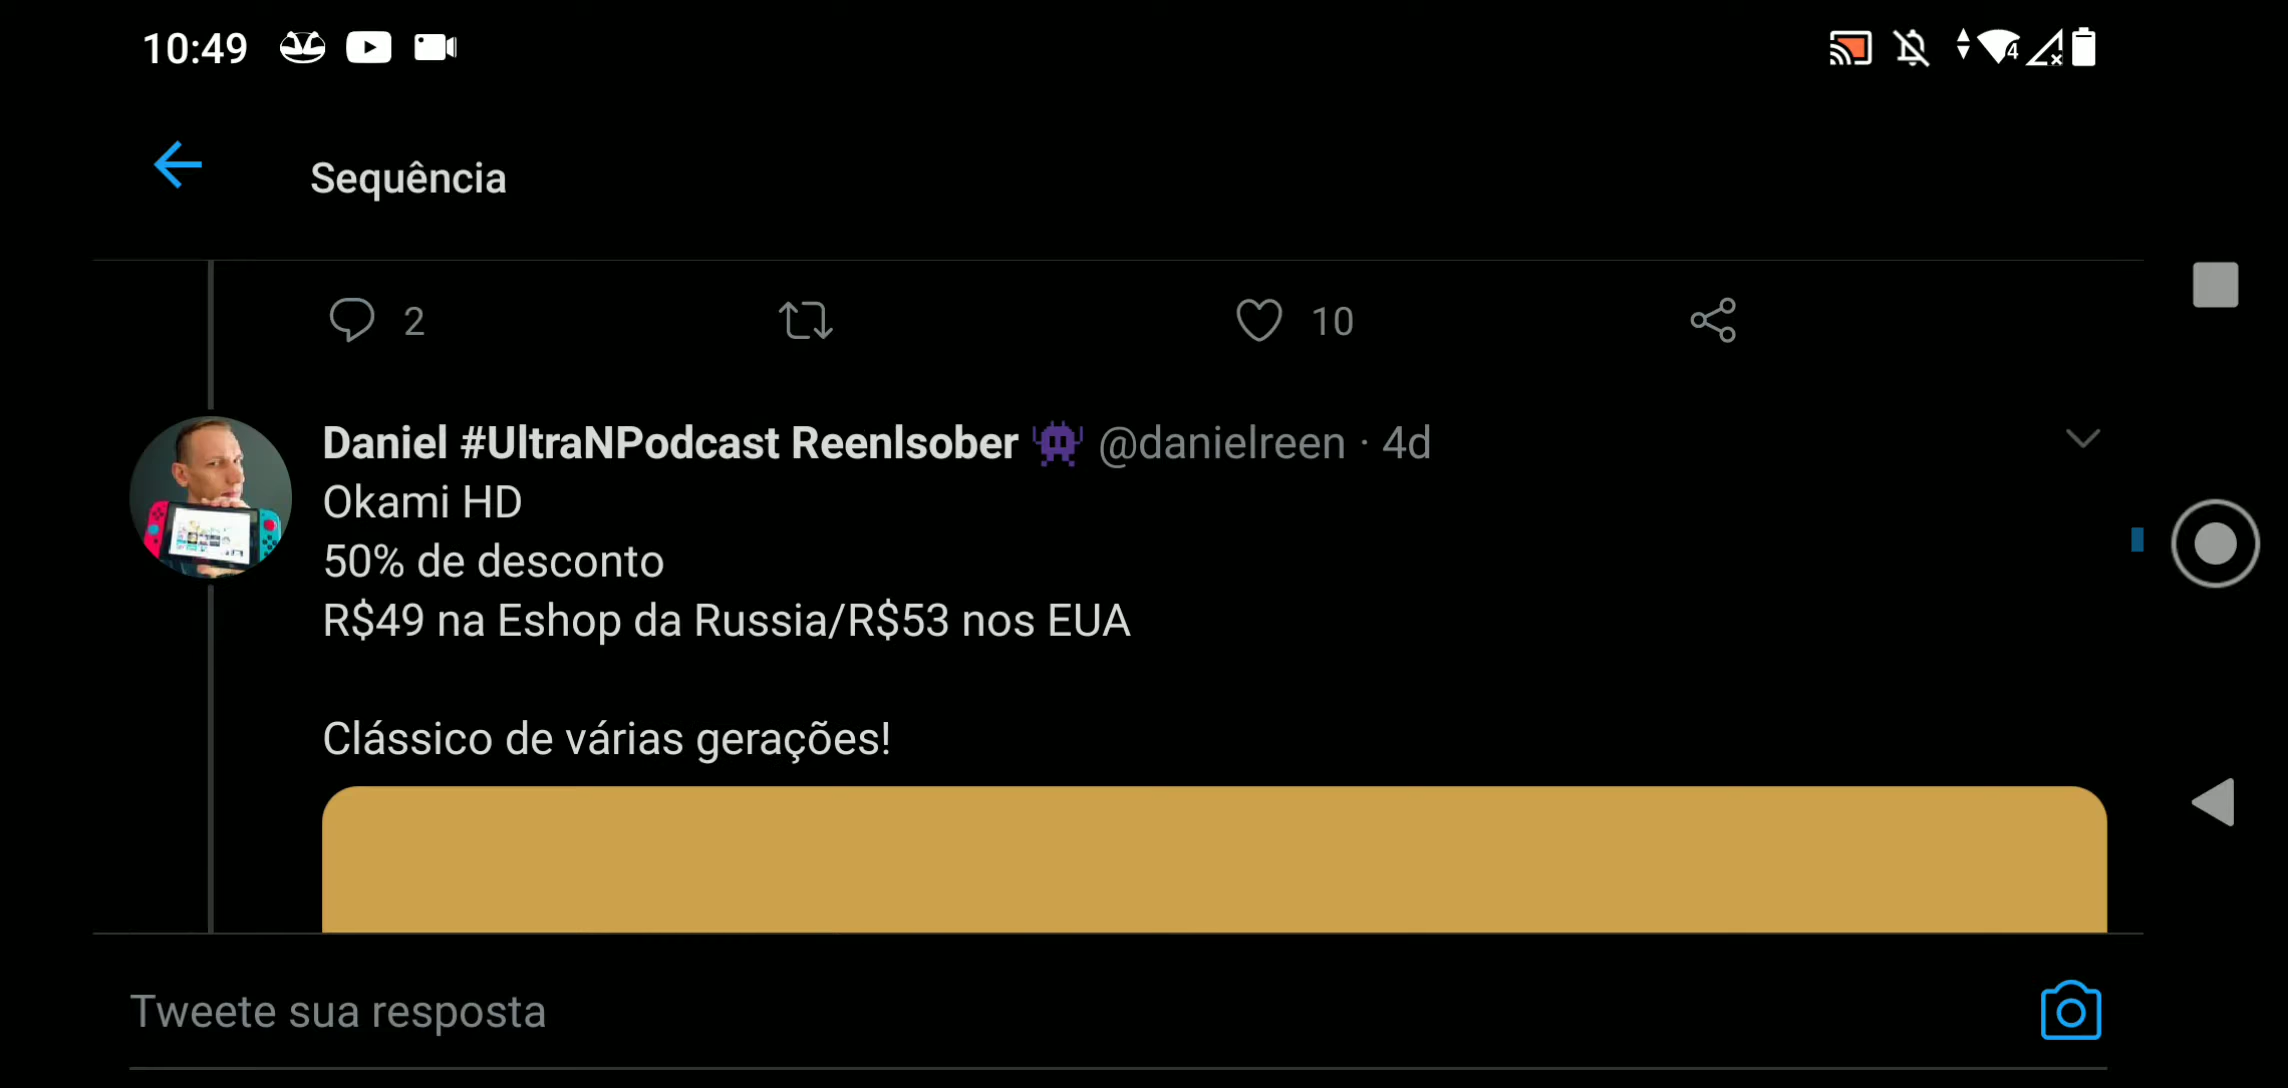 10:49
4
Sequência
2
10
Daniel #UltraNPodcast Reenlsober 👾 @danielreen · 4d
Okami HD
50% de desconto
R$49 na Eshop da Russia/R$53 nos EUA
Clássico de várias gerações!
Tweete sua resposta